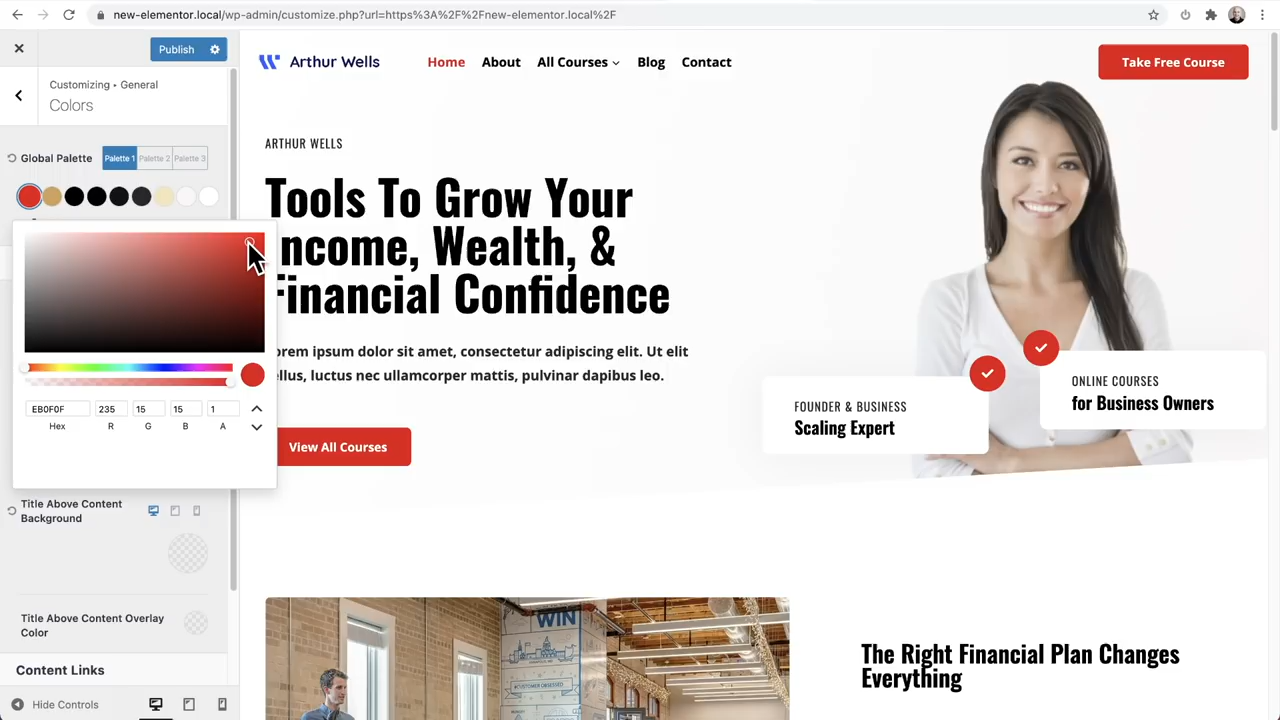 new-elementor.local/wp-admin/customize.php?url=https%3A%2F%2Fnew-elementor.local%2F
Publish
Customizing • General
Colors
Global Palette
Palette 1
Palette 2
Palette 3
EB0F0F
235
15
15
1
Hex
R
G
B
A
Title Above Content
Background
Title Above Content Overlay
Color
Content Links
Hide Controls
Arthur Wells
Home
About
All Courses
Blog
Contact
Take Free Course
ARTHUR WELLS
Tools To Grow Your
ncome, Wealth, &
Financial Confidence
orem ipsum dolor sit amet, consectetur adipiscing elit. Ut elit
ellus, luctus nec ullamcorper mattis, pulvinar dapibus leo.
View All Courses
FOUNDER & BUSINESS
Scaling Expert
ONLINE COURSES
for Business Owners
WIN
The Right Financial Plan Changes
Everything